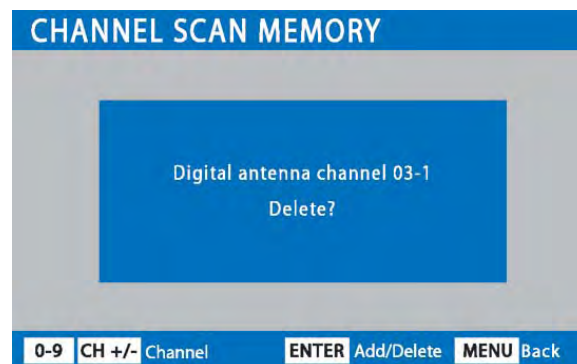 CHANNEL SCAN MEMORY
Digital antenna channel 03-1
Delete?
0-9 CH +/- Channel ENTER Add/Delete MENU Back